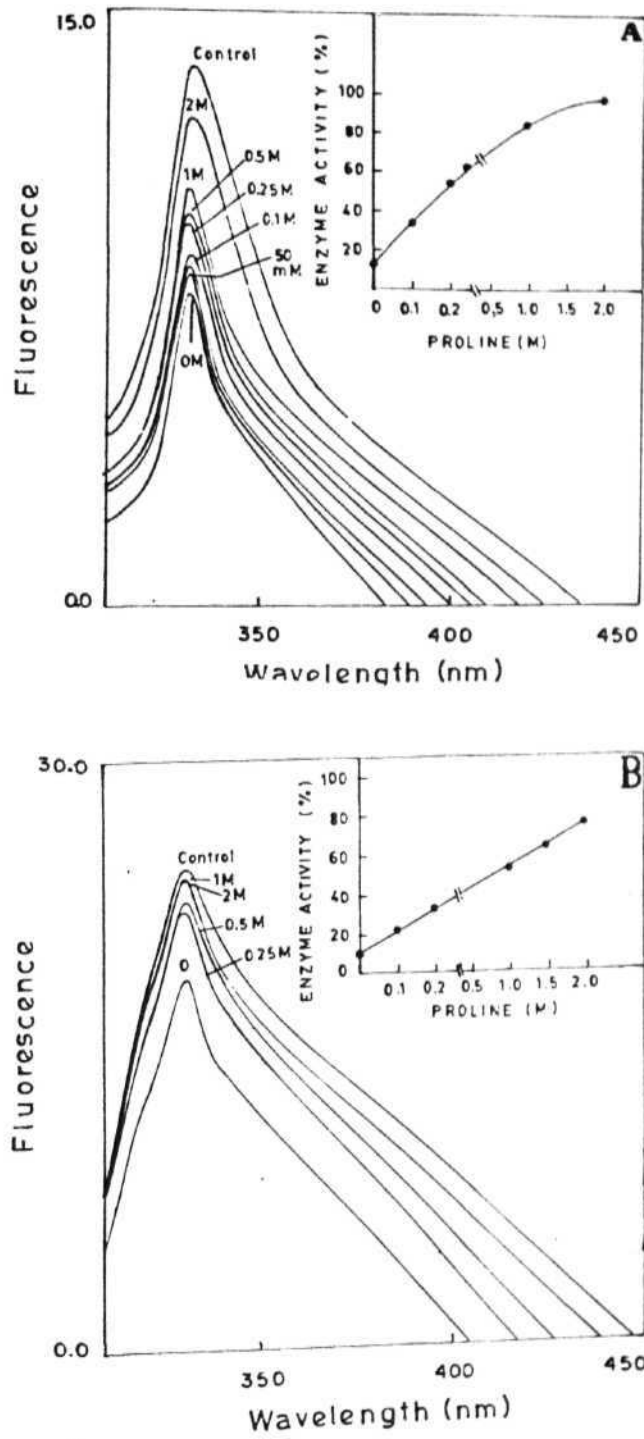 15.0
A
Control
2M
1M
0.5M
0.25M
0.1M
50
mM
0M
Fluorescence
0.0
350
400
450
Wavelength (nm)
ENZYME ACTIVITY (%)
100
80
60
40
20
0
0.1
0.2
0.5
1.0
1.5
2.0
PROLINE (M)
30.0
B
Control
1M
2M
0.5M
0.25M
0
Fluorescence
0.0
350
400
450
Wavelength (nm)
ENZYME ACTIVITY (%)
100
80
60
40
20
0
0.1
0.2
0.5
1.0
1.5
2.0
PROLINE (M)